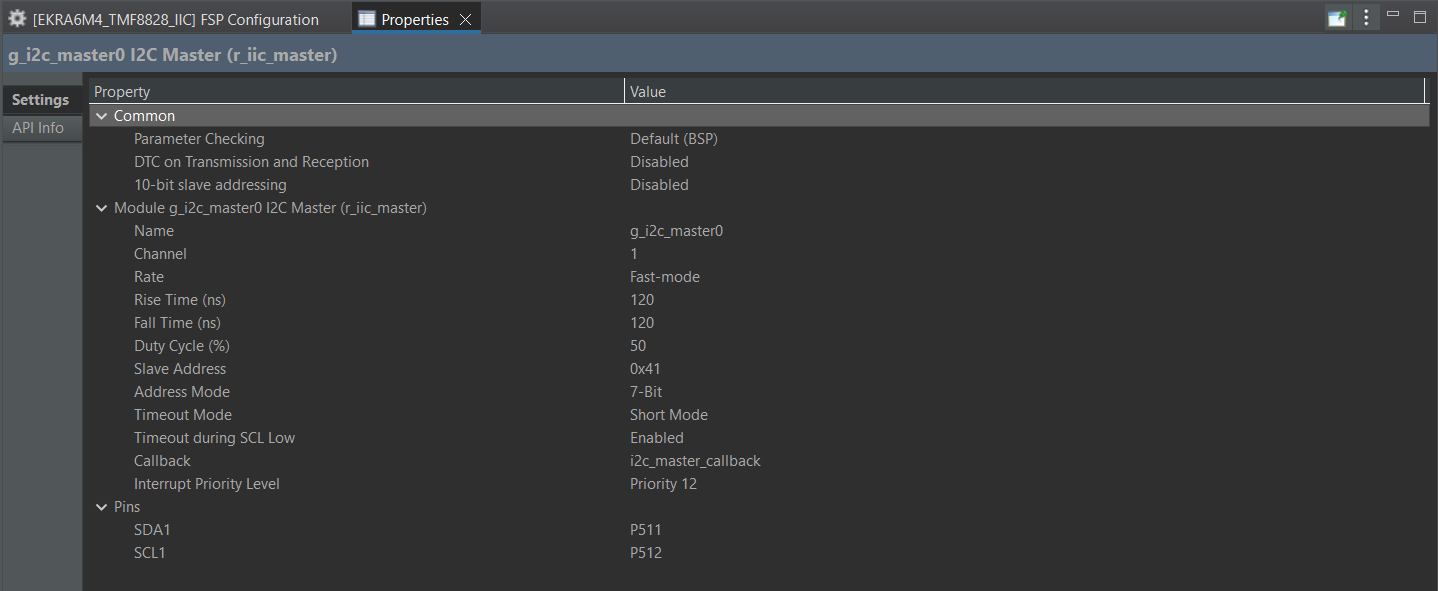 [EKRA6M4_TMF8828_IIC] FSP Configuration Properties
g_i2c_master0 I2C Master (r_iic_master)
Settings
API Info
Property Value
Common
Parameter Checking Default (BSP)
DTC on Transmission and Reception Disabled
10-bit slave addressing Disabled
Module g_i2c_master0 I2C Master (r_iic_master)
Name g_i2c_master0
Channel 1
Rate Fast-mode
Rise Time (ns) 120
Fall Time (ns) 120
Duty Cycle (%) 50
Slave Address 0x41
Address Mode 7-Bit
Timeout Mode Short Mode
Timeout during SCL Low Enabled
Callback i2c_master_callback
Interrupt Priority Level Priority 12
Pins
SDA1 P511
SCL1 P512